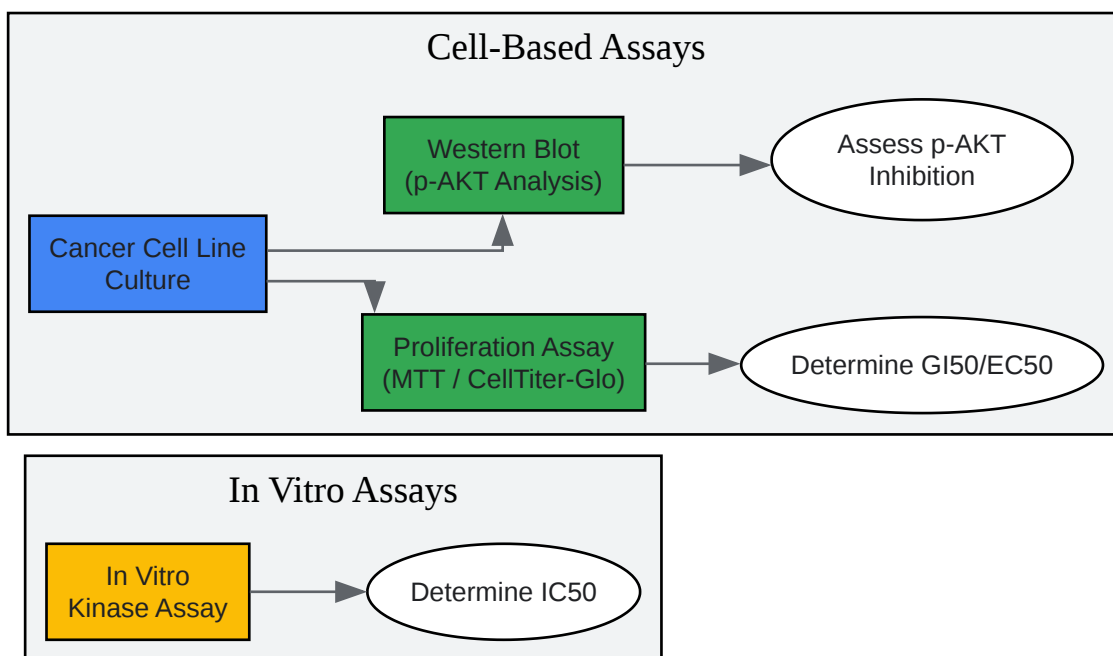 Cell-Based Assays
Western Blot
(p-AKT Analysis)
Assess p-AKT
Inhibition
Cancer Cell Line
Culture
Proliferation Assay
(MTT / CellTiter-Glo)
Determine GI50/EC50
In Vitro Assays
In Vitro
Kinase Assay
Determine IC50